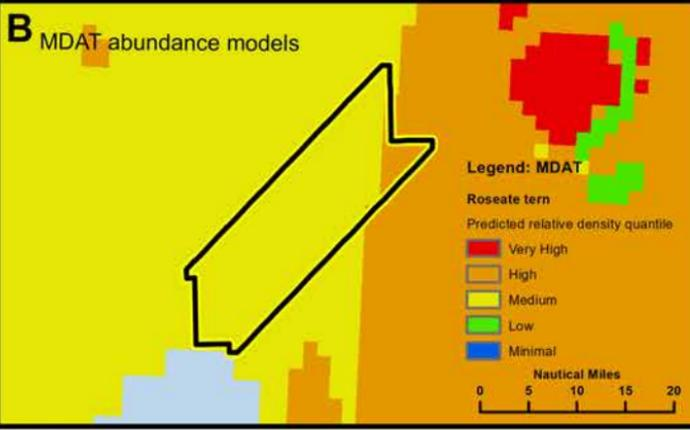 B MDAT abundance models
Legend: MDAT
Roseate tern
Predicted relative density quantile
Very High
High
Medium
Low
Minimal
Nautical Miles
0 5 10 15 20